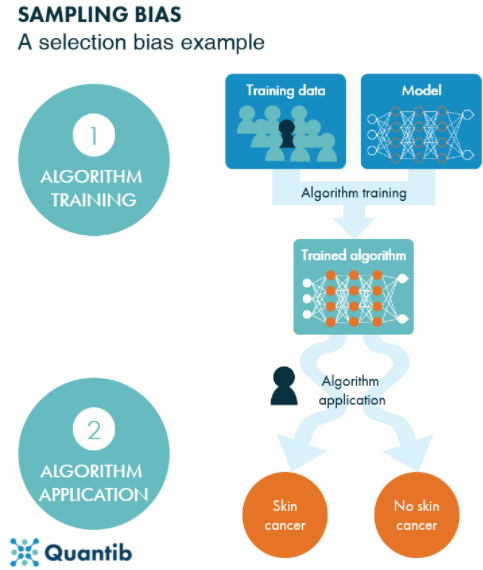 SAMPLING BIAS
A selection bias example
1
ALGORITHM
TRAINING
Training data
Model
Algorithm training
Trained algorithm
Algorithm
application
2
ALGORITHM
APPLICATION
Skin
cancer
No skin
cancer
Quantib